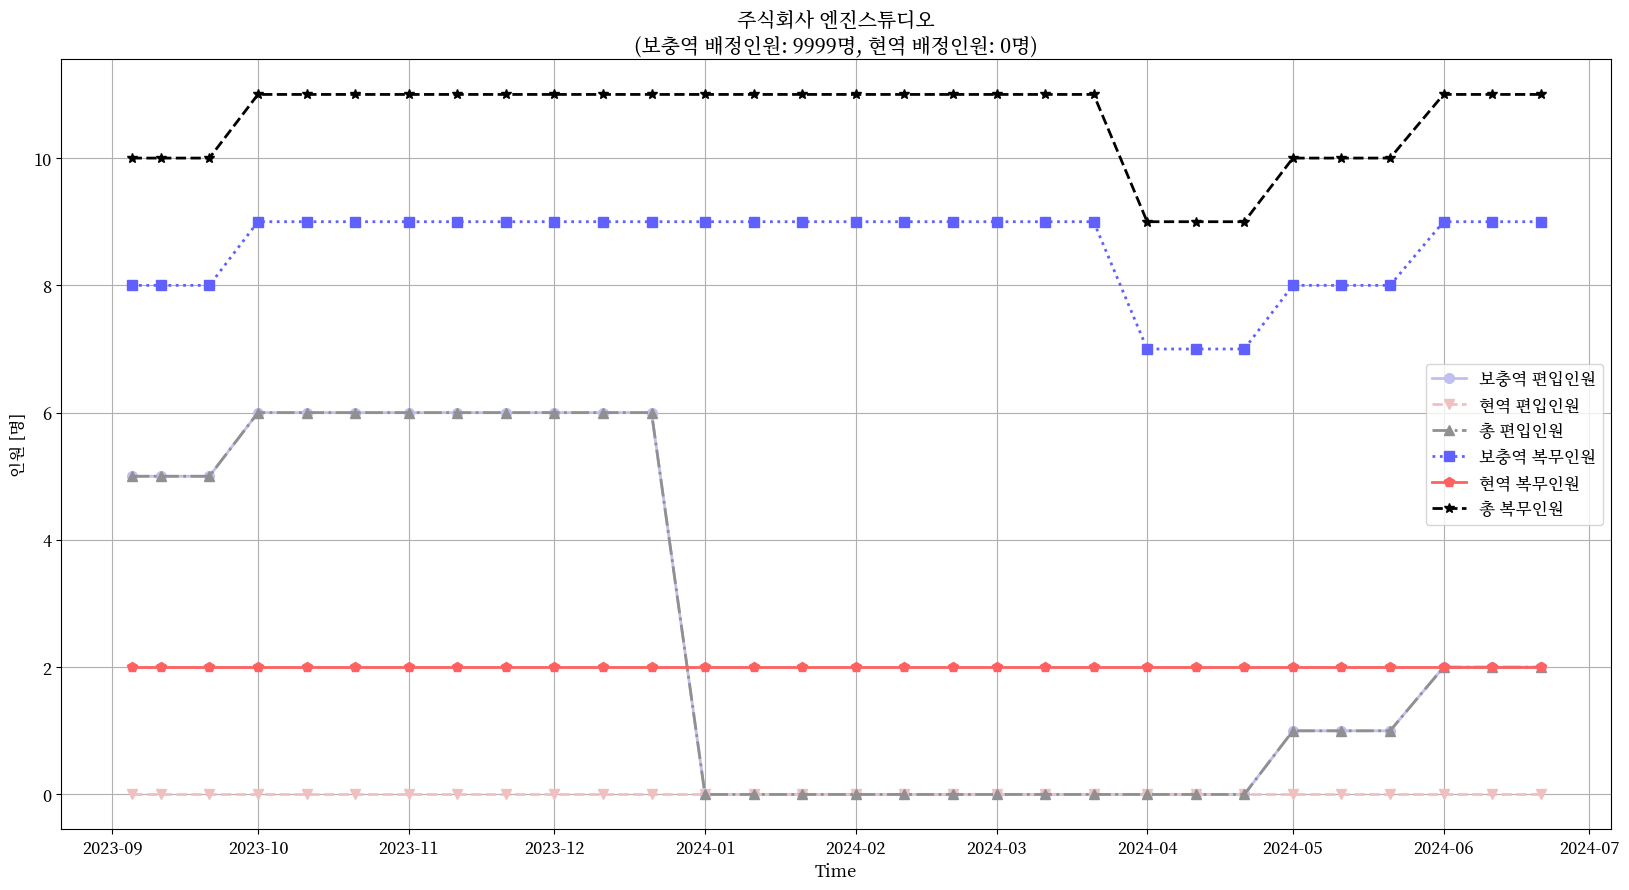 주식회사 엔진스튜디오
(보충역 배정인원: 9999명, 현역 배정인원: 0명)
인원 [명]
10
8
6
4
2
0
보충역 편입인원
현역 편입인원
총 편입인원
보충역 복무인원
현역 복무인원
총 복무인원
2023-09
2023-10
2023-11
2023-12
2024-01
2024-02
2024-03
2024-04
2024-05
2024-06
2024-07
Time